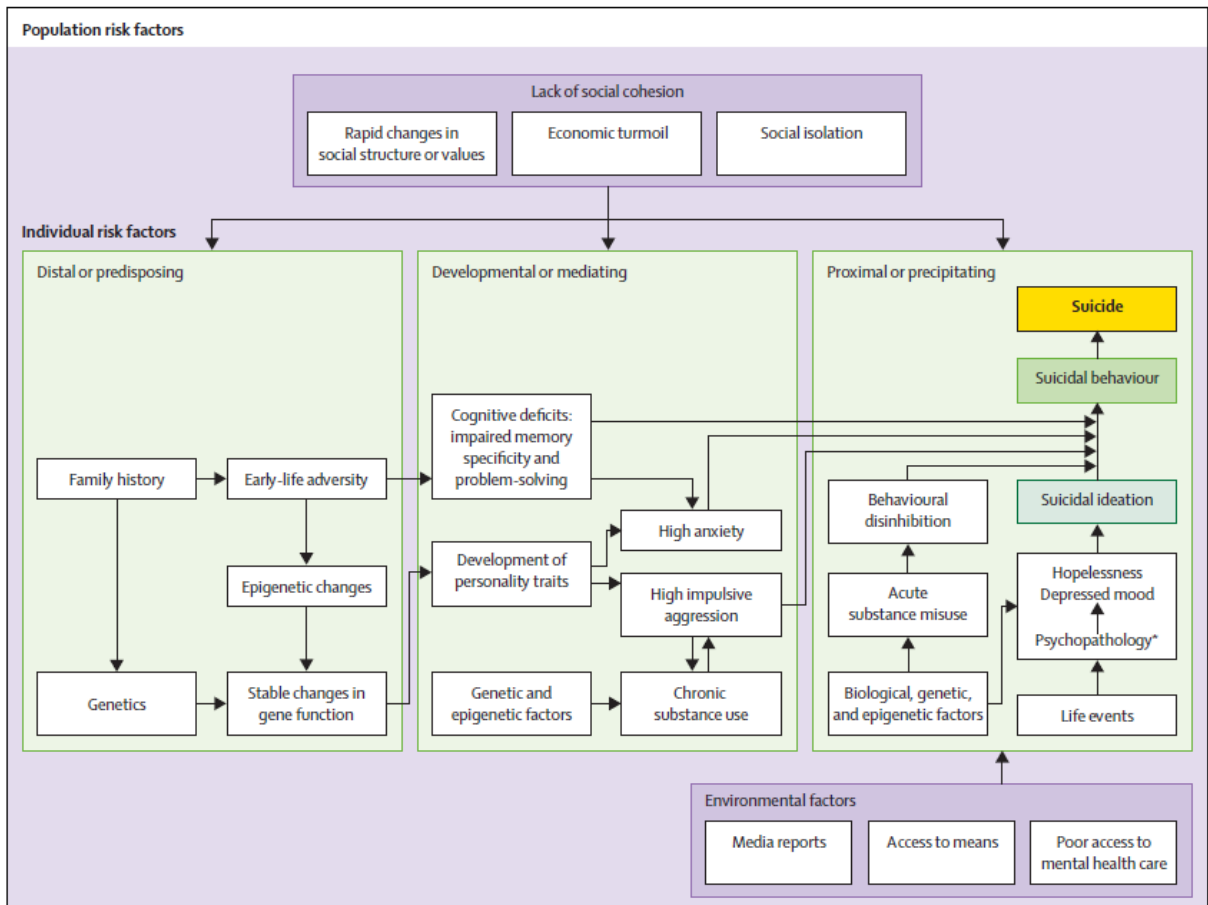 Population risk factors
Lack of social cohesion
Rapid changes in
social structure or values
Economic turmoil
Social isolation
Individual risk factors
Distal or predisposing
Family history
Early-life adversity
Epigenetic changes
Genetics
Stable changes in
gene function
Developmental or mediating
Cognitive deficits:
impaired memory
specificity and
problem-solving
High anxiety
Development of
personality traits
High impulsive
aggression
Genetic and
epigenetic factors
Chronic
substance use
Proximal or precipitating
Suicide
Suicidal behaviour
Behavioural
disinhibition
Suicidal ideation
Acute
substance misuse
Hopelessness
Depressed mood
Psychopathology*
Biological, genetic,
and epigenetic factors
Life events
Environmental factors
Media reports
Access to means
Poor access to
mental health care